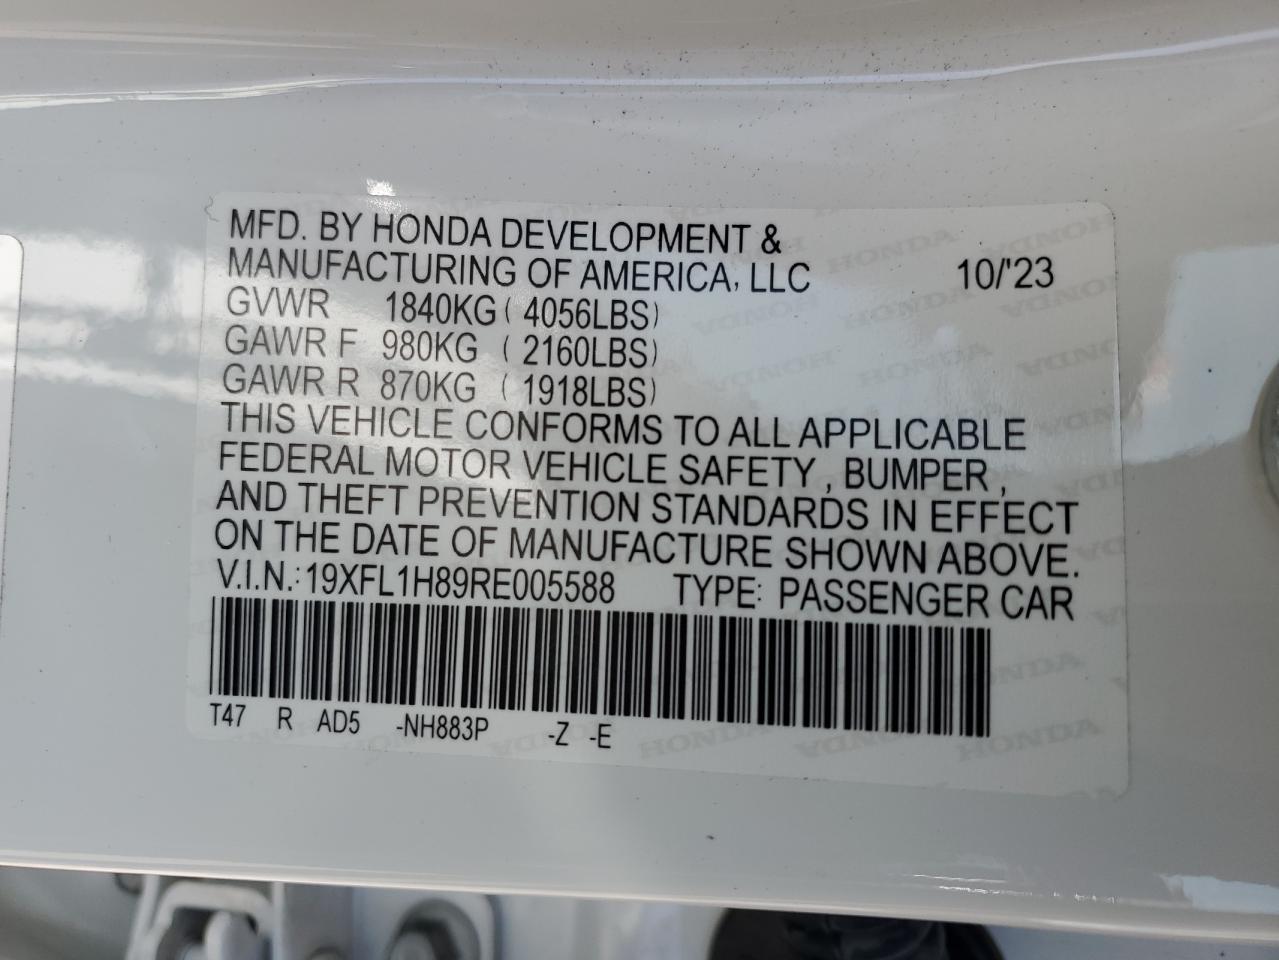 MFD. BY HONDA DEVELOPMENT &
MANUFACTURING OF AMERICA, LLC 10/'23
GVWR 1840KG ( 4056LBS)
GAWR F 980KG ( 2160LBS)
GAWR R 870KG ( 1918LBS)
THIS VEHICLE CONFORMS TO ALL APPLICABLE
FEDERAL MOTOR VEHICLE SAFETY , BUMPER ,
AND THEFT PREVENTION STANDARDS IN EFFECT
ON THE DATE OF MANUFACTURE SHOWN ABOVE.
V.I.N.: 19XFL1H89RE005588 TYPE: PASSENGER CAR
T47 R AD5 -NH883P -Z -E